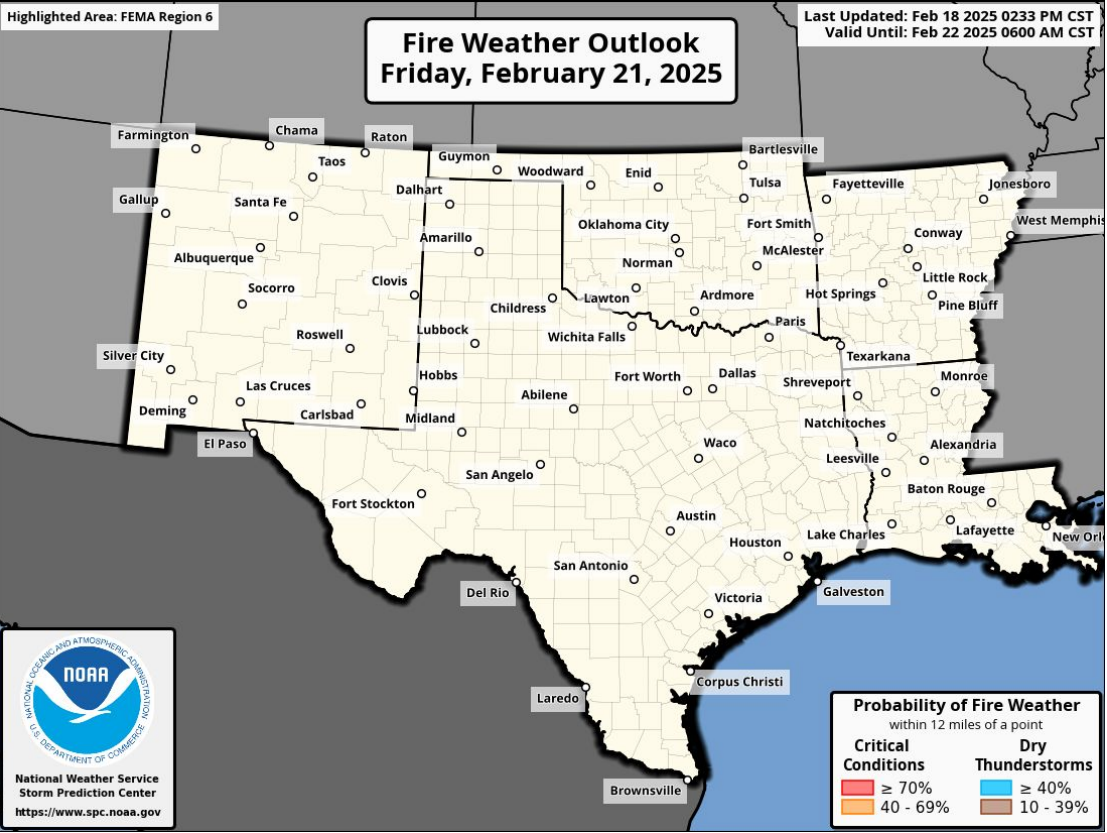 Highlighted Area: FEMA Region 6
Fire Weather Outlook
Friday, February 21, 2025
Last Updated: Feb 18 2025 0233 PM CST
Valid Until: Feb 22 2025 0600 AM CST
Farmington
Chama
Raton
Taos
Guymon
Woodward
Enid
Bartlesville
Tulsa
Fayetteville
Jonesboro
Gallup
Santa Fe
Dalhart
West Memphis
Oklahoma City
Fort Smith
Conway
Albuquerque
Amarillo
Norman
McAlester
Little Rock
Socorro
Clovis
Childress
Lawton
Ardmore
Hot Springs
Pine Bluff
Roswell
Lubbock
Wichita Falls
Paris
Silver City
Texarkana
Las Cruces
Hobbs
Fort Worth
Dallas
Shreveport
Monroe
Deming
Carlsbad
Midland
Abilene
Natchitoches
El Paso
Waco
Alexandria
San Angelo
Leesville
Fort Stockton
Baton Rouge
Austin
Lake Charles
Lafayette
New Orl
Houston
San Antonio
Del Rio
Galveston
Victoria
Laredo
Corpus Christi
Brownsville
NATIONAL OCEANIC AND ATMOSPHERIC ADMINISTRATION
NOAA
U.S. DEPARTMENT OF COMMERCE
National Weather Service
Storm Prediction Center
https://www.spc.noaa.gov
Probability of Fire Weather
within 12 miles of a point
Critical Conditions
≥ 70%
40 - 69%
Dry Thunderstorms
≥ 40%
10 - 39%